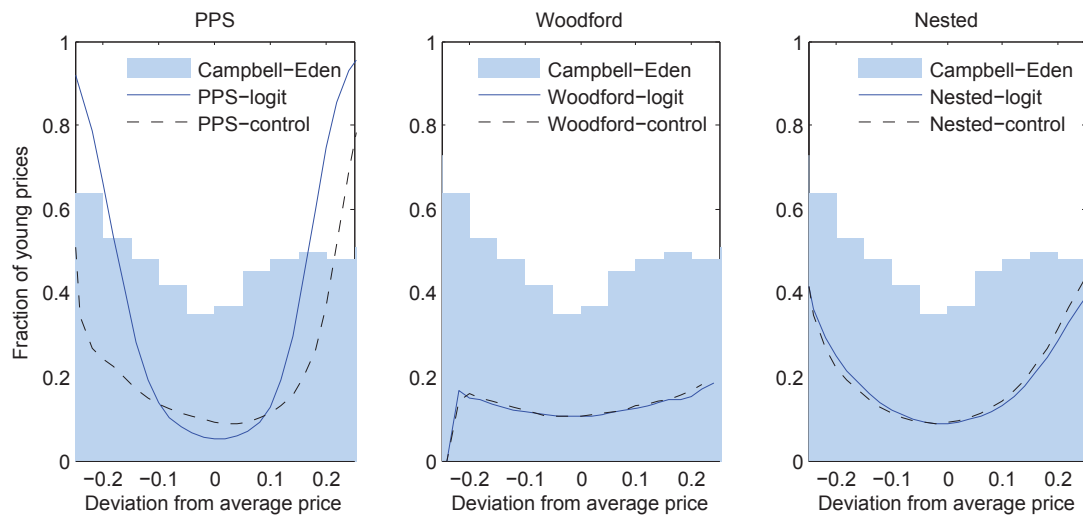 PPS
Woodford
Nested
Fraction of young prices
1
0.8
0.6
0.4
0.2
0
Campbell−Eden
PPS−logit
PPS−control
−0.2 −0.1 0 0.1 0.2
Deviation from average price
1
0.8
0.6
0.4
0.2
0
Campbell−Eden
Woodford−logit
Woodford−control
−0.2 −0.1 0 0.1 0.2
Deviation from average price
1
0.8
0.6
0.4
0.2
0
Campbell−Eden
Nested−logit
Nested−control
−0.2 −0.1 0 0.1 0.2
Deviation from average price